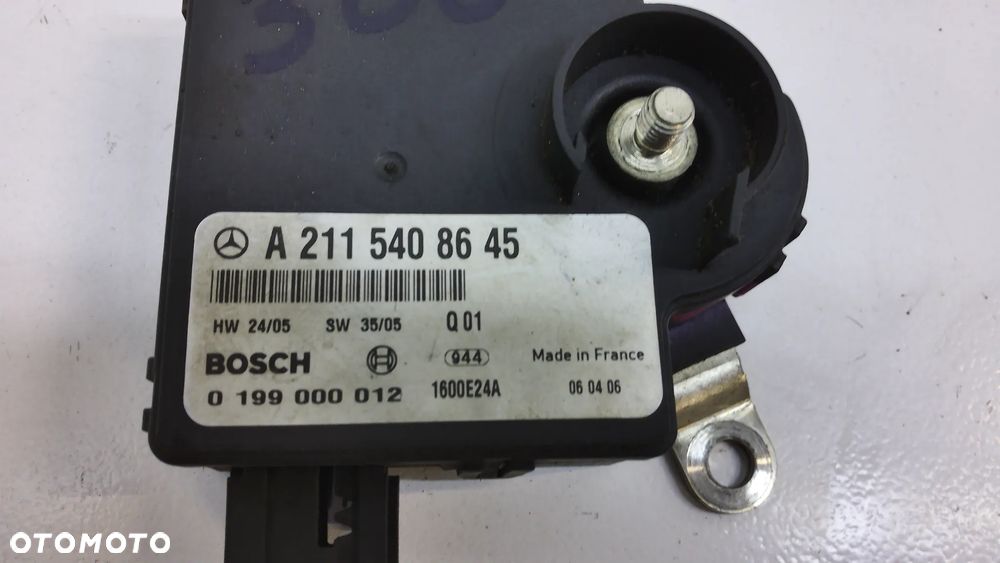 300
A 211 540 86 45
HW 24/05 SW 35/05 Q 01
BOSCH 944 Made in France
0 199 000 012 1600E24A 06 04 06
OTOMOTO